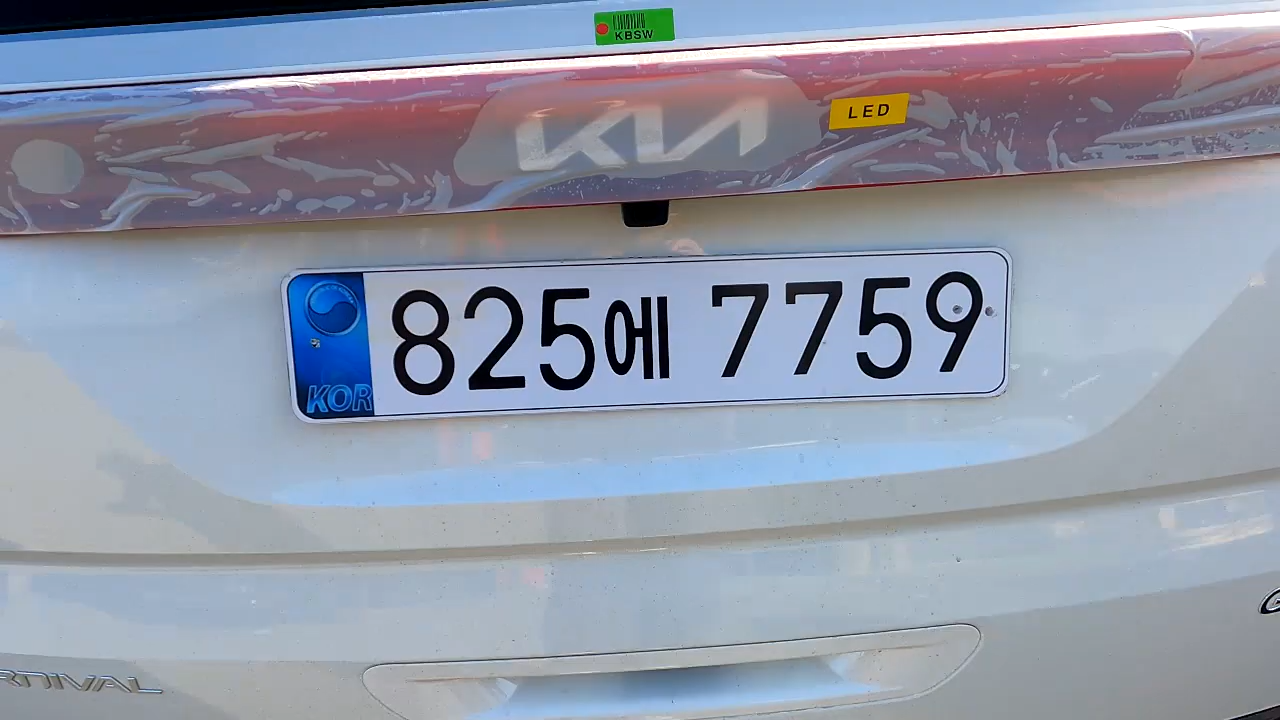 KBSW
KIA
LED
KOR
825에 7759
RNIVAL